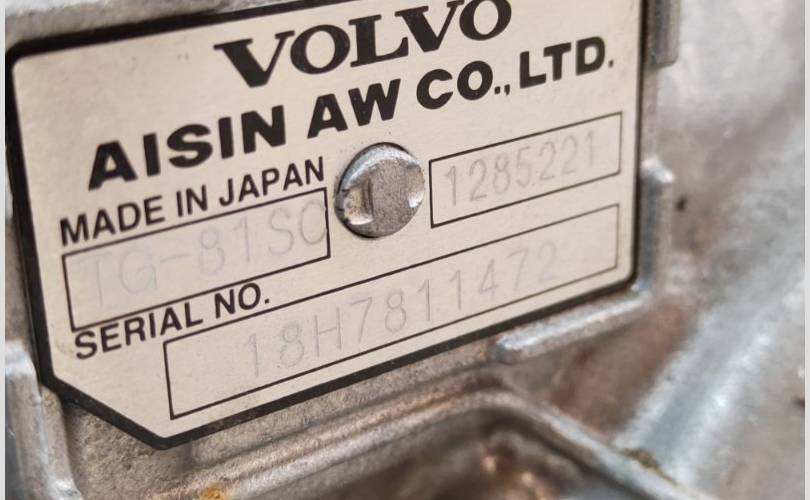 VOLVO
AISIN AW CO., LTD.
MADE IN JAPAN
TG-81SC 1285221
SERIAL NO.
18H7811472